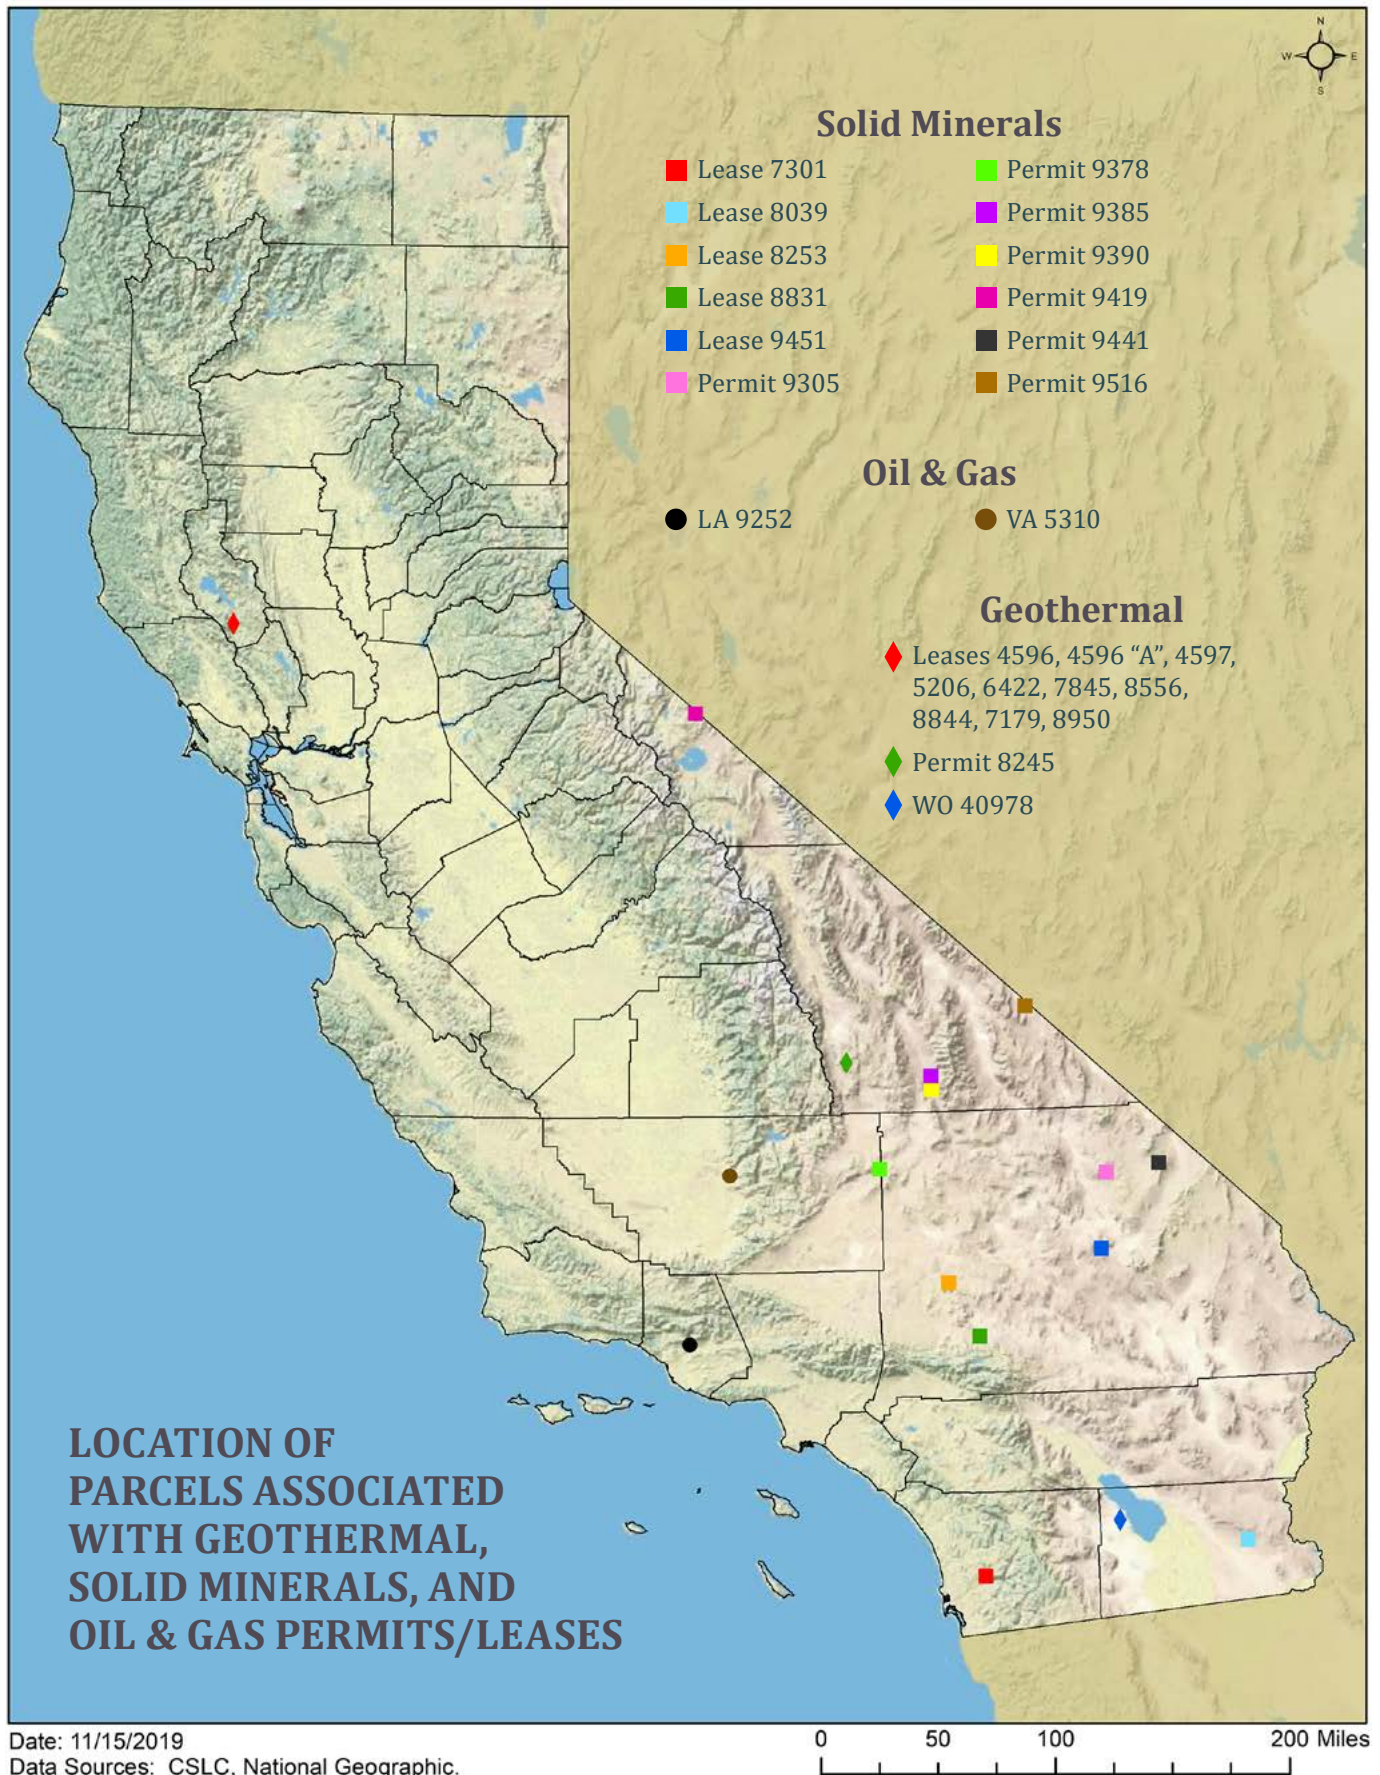 N
W E
S
Solid Minerals
Lease 7301
Lease 8039
Lease 8253
Lease 8831
Lease 9451
Permit 9305
Permit 9378
Permit 9385
Permit 9390
Permit 9419
Permit 9441
Permit 9516
Oil & Gas
LA 9252
VA 5310
Geothermal
Leases 4596, 4596 “A”, 4597,
5206, 6422, 7845, 8556,
8844, 7179, 8950
Permit 8245
WO 40978
LOCATION OF
PARCELS ASSOCIATED
WITH GEOTHERMAL,
SOLID MINERALS, AND
OIL & GAS PERMITS/LEASES
Date: 11/15/2019
Data Sources: CSLC, National Geographic.
0 50 100 200 Miles